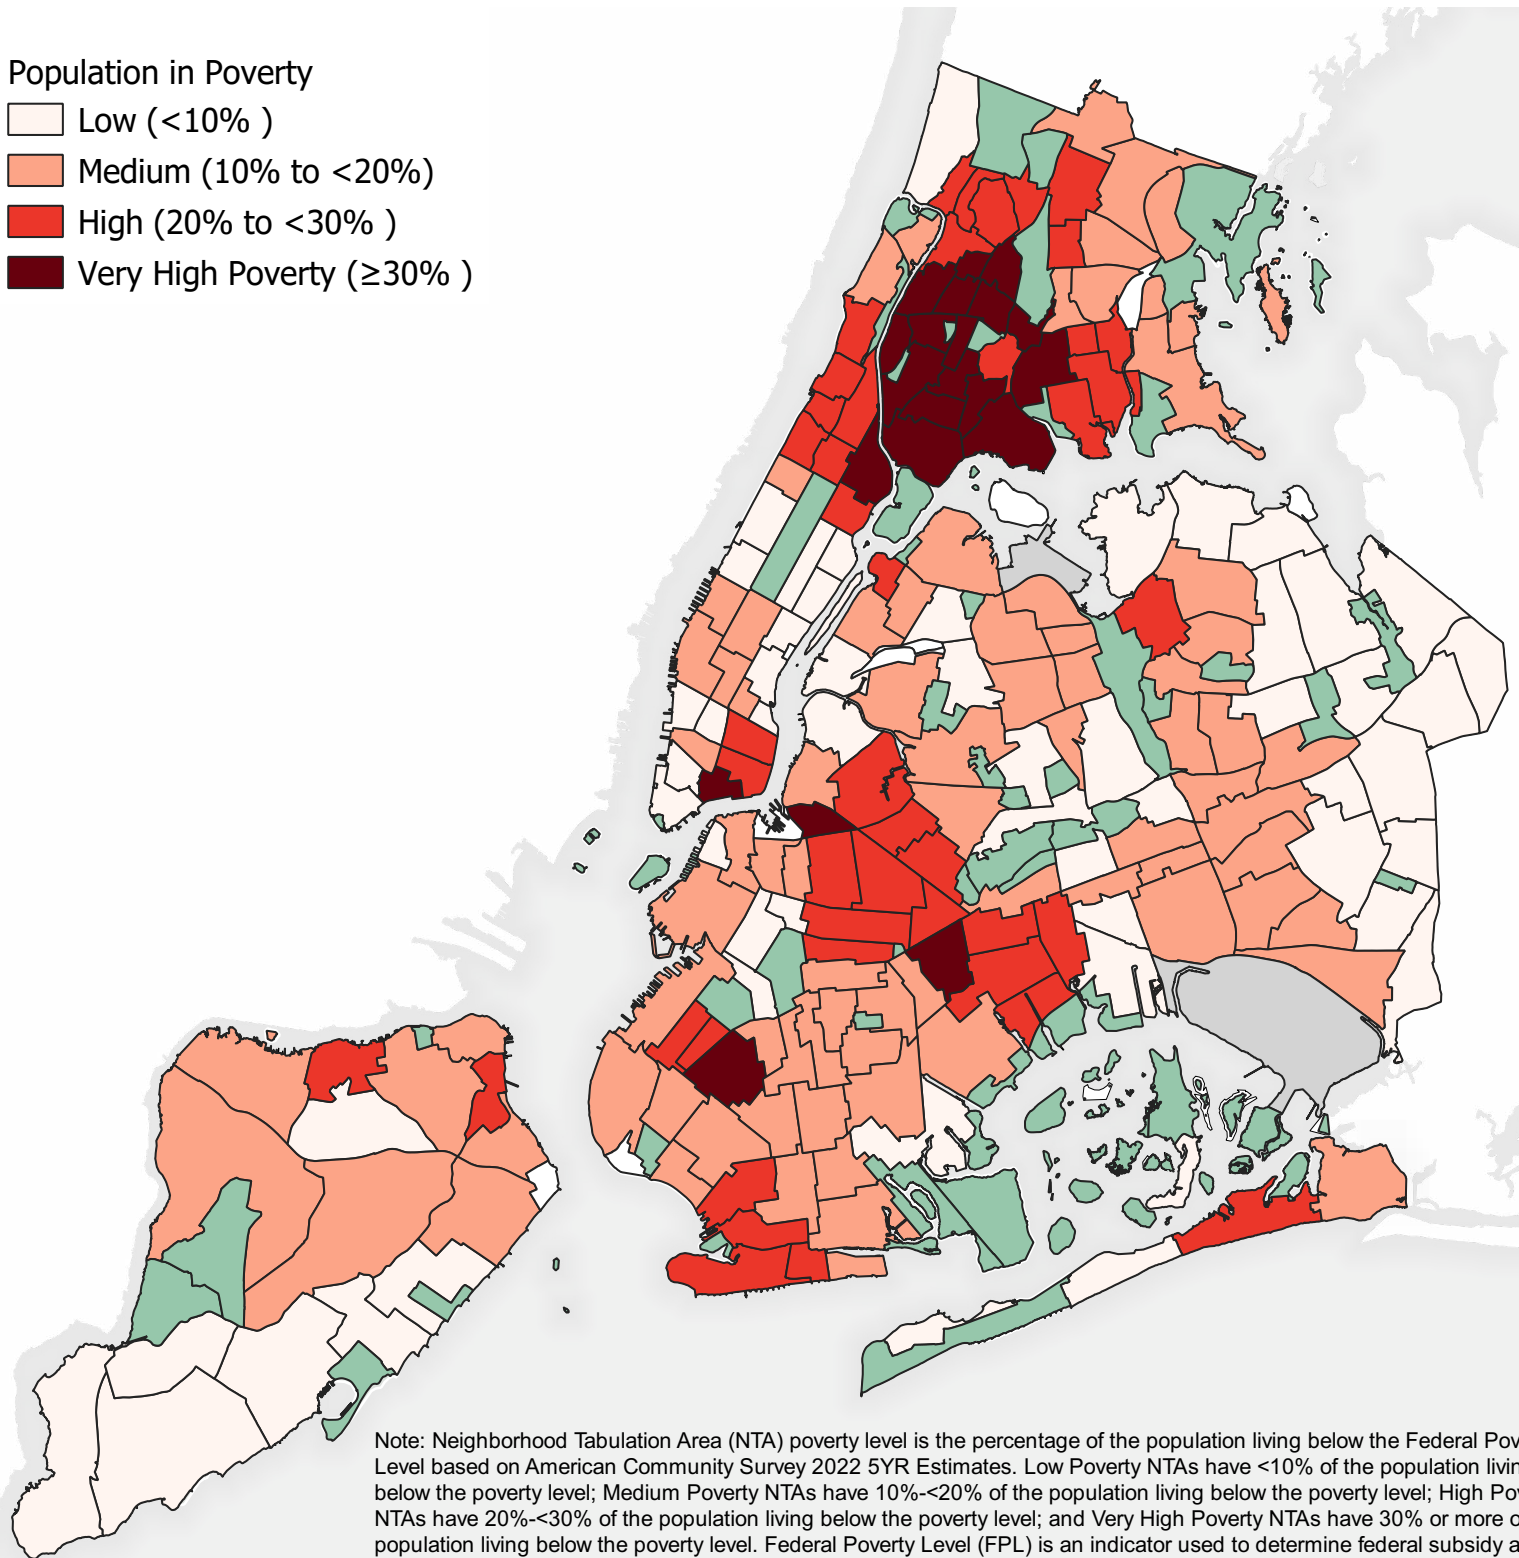 Population in Poverty
Low (<10% )
Medium (10% to <20%)
High (20% to <30% )
Very High Poverty (≥30% )
Note: Neighborhood Tabulation Area (NTA) poverty level is the percentage of the population living below the Federal Pov
Level based on American Community Survey 2022 5YR Estimates. Low Poverty NTAs have <10% of the population livin
below the poverty level; Medium Poverty NTAs have 10%-<20% of the population living below the poverty level; High Pov
NTAs have 20%-<30% of the population living below the poverty level; and Very High Poverty NTAs have 30% or more o
population living below the poverty level. Federal Poverty Level (FPL) is an indicator used to determine federal subsidy a